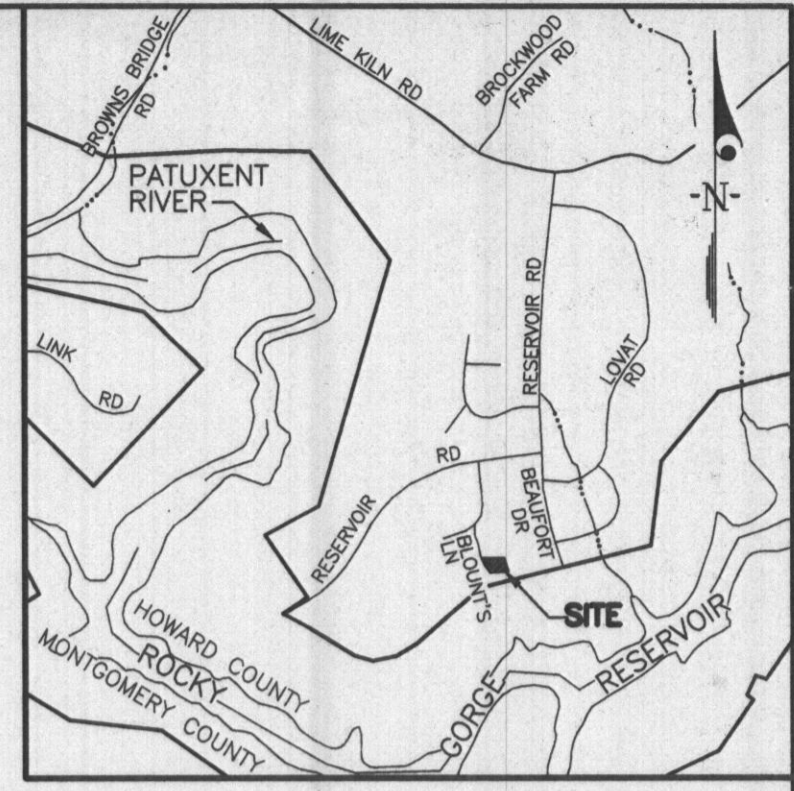 BROWNS BRIDGE
RD
LIME KILN RD
BROCKWOOD
FARM RD
PATUXENT
RIVER
-N-
RESERVOIR RD
LOVAT
RD
LINK
RD
RESERVOIR
RD
BEAUFORT
DR
BLOUNT'S
LN
SITE
HOWARD COUNTY
MONTGOMERY COUNTY
ROCKY
GORGE
RESERVOIR